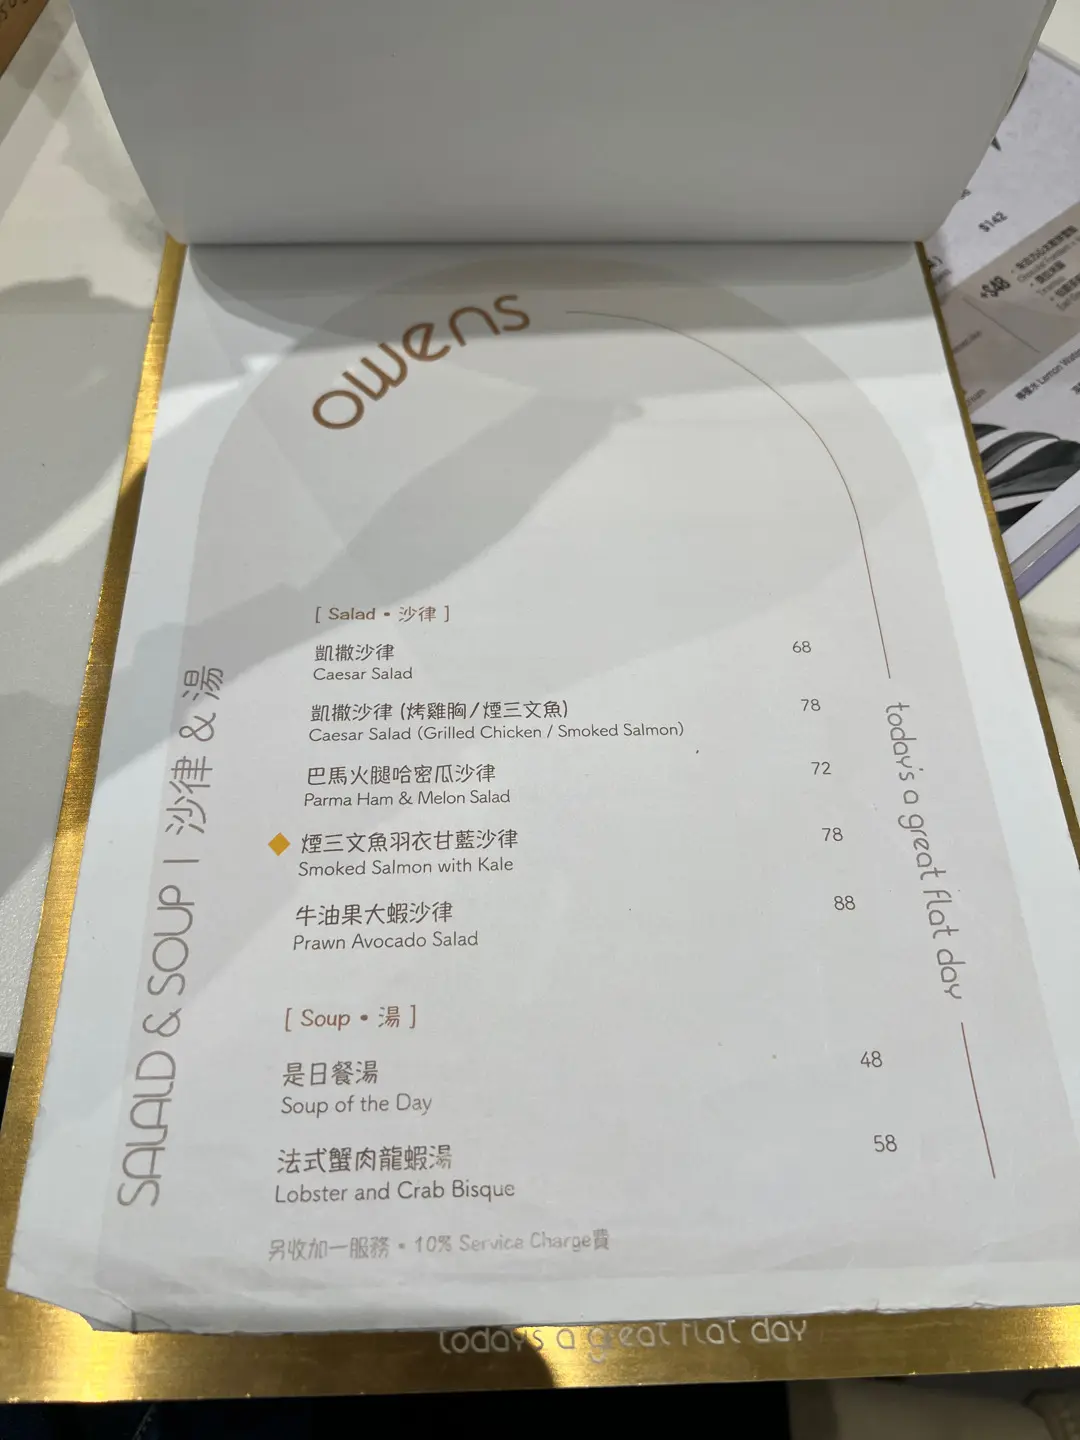 owens
[ Salad • 沙律 ]
凱撒沙律 68
Caesar Salad
凱撒沙律 (烤雞胸/煙三文魚) 78
Caesar Salad (Grilled Chicken / Smoked Salmon)
巴馬火腿哈密瓜沙律 72
Parma Ham & Melon Salad
煙三文魚羽衣甘藍沙律 78
Smoked Salmon with Kale
牛油果大蝦沙律 88
Prawn Avocado Salad
[ Soup • 湯 ]
是日餐湯 48
Soup of the Day
法式蟹肉龍蝦湯 58
Lobster and Crab Bisque
另收加一服務 • 10% Service Charge費
SALALD & SOUP | 沙律 & 湯
today's a great flat day
today's a great flat day
$142
+$48
檸檬水 Lemon Water